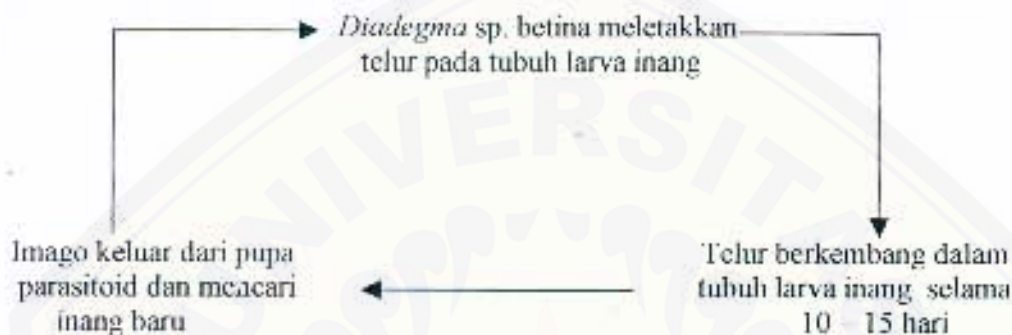 Diadegma sp. betina meletakkan
telur pada tubuh larva inang
Telur berkembang dalam
tubuh larva inang selama
10 – 15 hari
Imago keluar dari pupa
parasitoid dan mencari
inang baru
UNIVERSITA